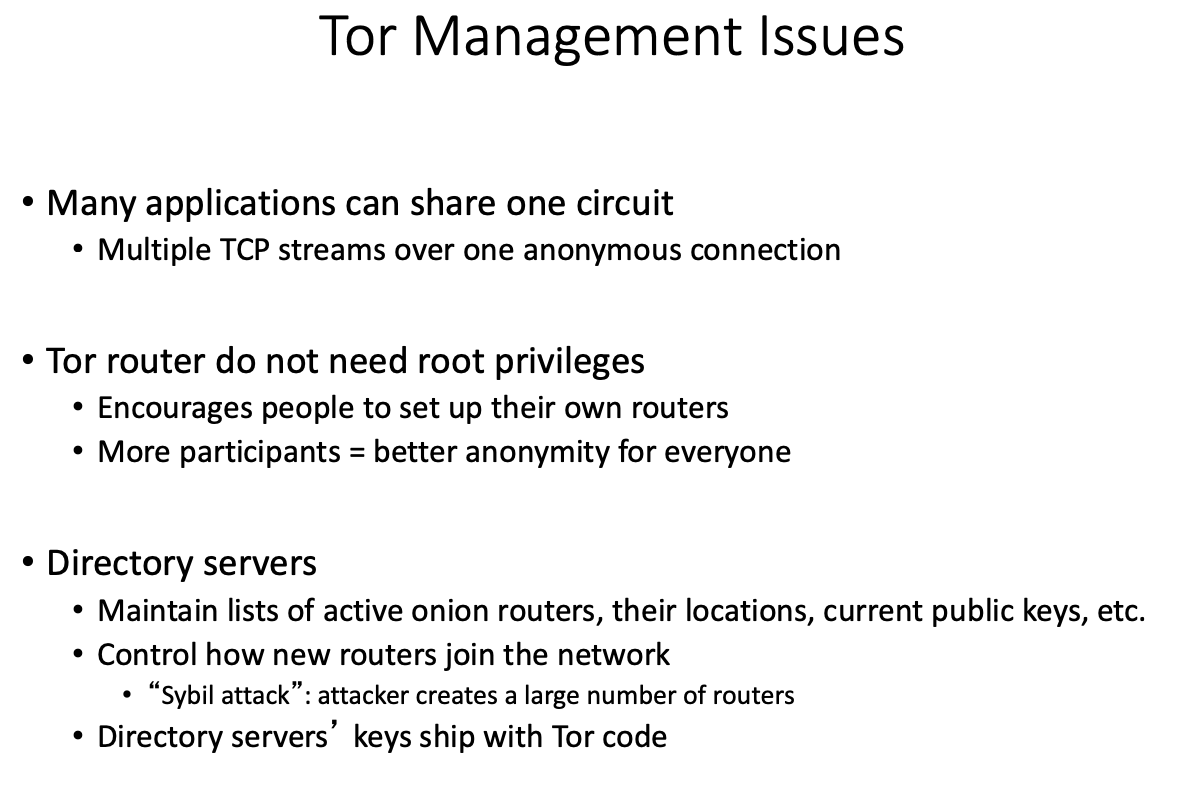 Tor Management Issues
• Many applications can share one circuit
• Multiple TCP streams over one anonymous connection
• Tor router do not need root privileges
• Encourages people to set up their own routers
• More participants = better anonymity for everyone
• Directory servers
• Maintain lists of active onion routers, their locations, current public keys, etc.
• Control how new routers join the network
• “Sybil attack”: attacker creates a large number of routers
• Directory servers’ keys ship with Tor code